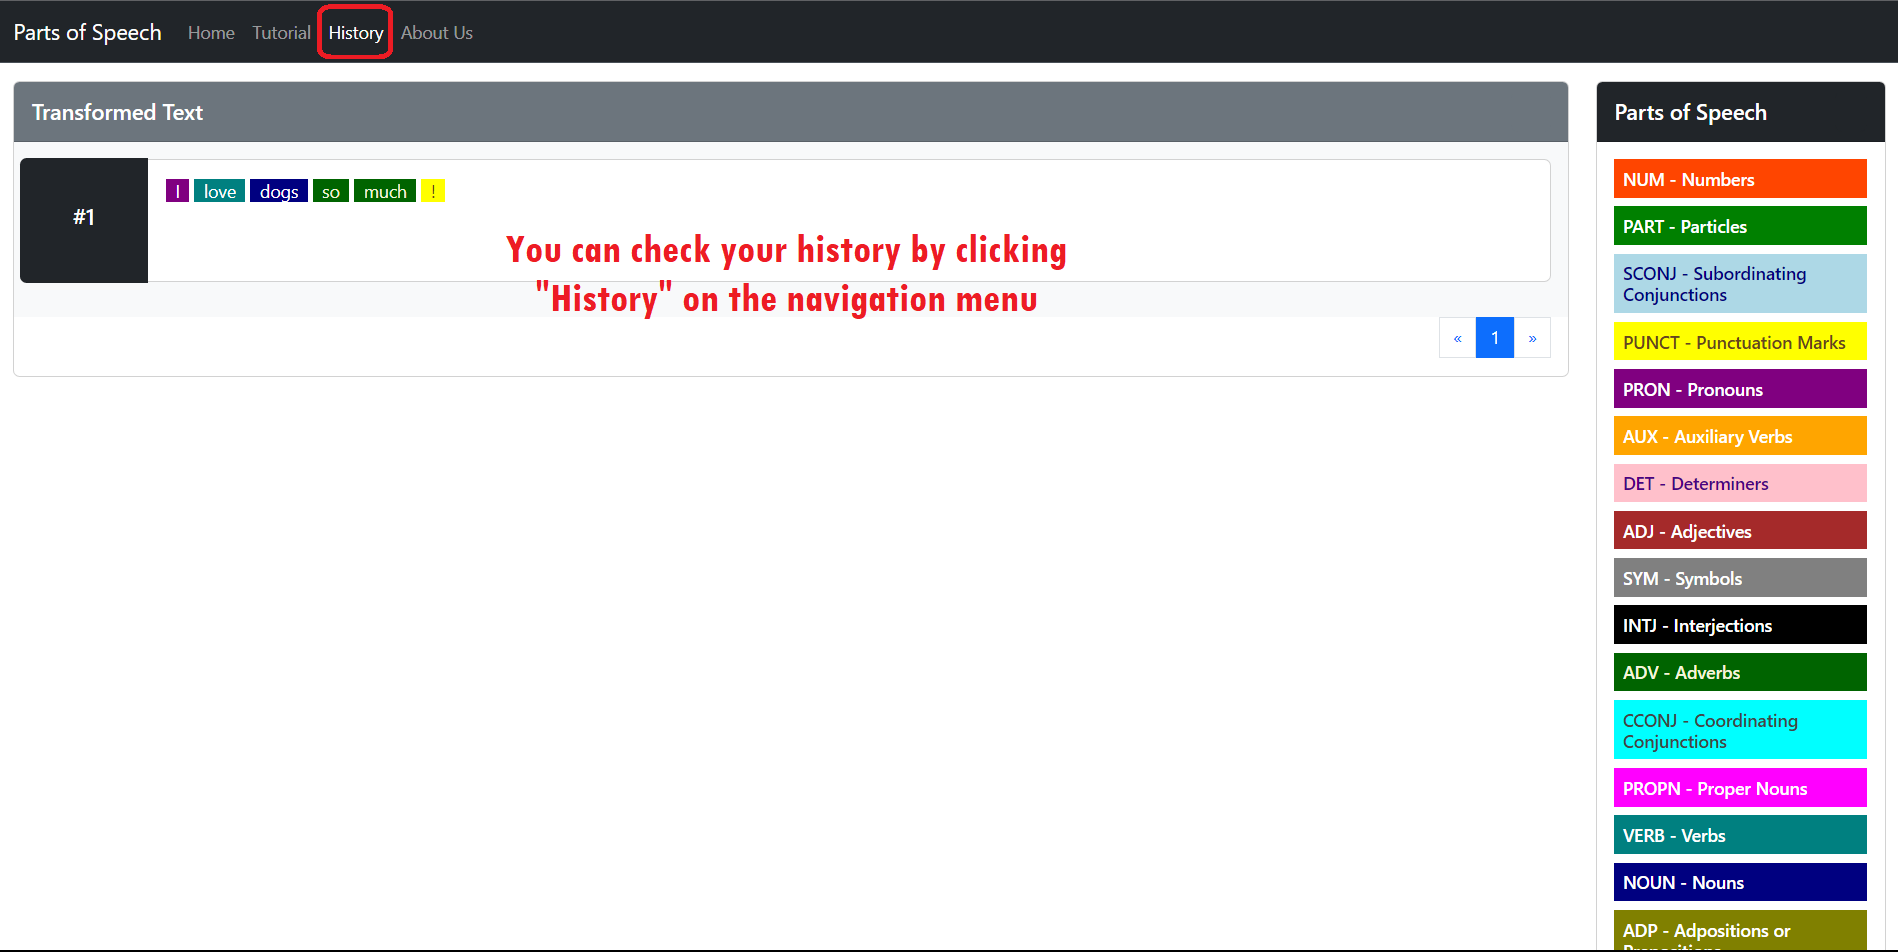 Parts of Speech Home Tutorial History About Us
Transformed Text
#1
I love dogs so much !
You can check your history by clicking
"History" on the navigation menu
« 1 »
Parts of Speech
NUM - Numbers
PART - Particles
SCONJ - Subordinating
Conjunctions
PUNCT - Punctuation Marks
PRON - Pronouns
AUX - Auxiliary Verbs
DET - Determiners
ADJ - Adjectives
SYM - Symbols
INTJ - Interjections
ADV - Adverbs
CCONJ - Coordinating
Conjunctions
PROPN - Proper Nouns
VERB - Verbs
NOUN - Nouns
ADP - Adpositions or